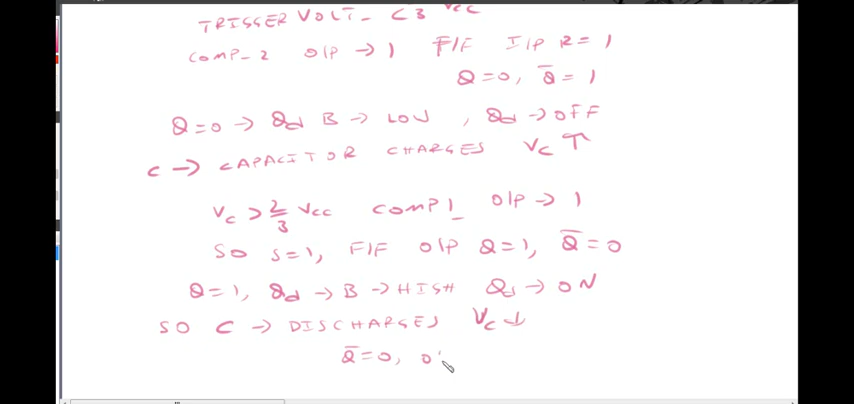 TRIGGER VOLT- < 3 VCC
COMP-2 O/P → 1 F/F I/P R=1
Q=0, Q̅=1
Q=0 → Qd B → LOW, Qd → OFF
C → CAPACITOR CHARGES Vc ↑
Vc > 2/3 Vcc COMP1_ O/P → 1
SO S=1, F/F O/P Q=1, Q̅=0
Q=1, Qd → B → HIGH Qd → ON
SO C → DISCHARGES Vc ↓
Q̅=0, O